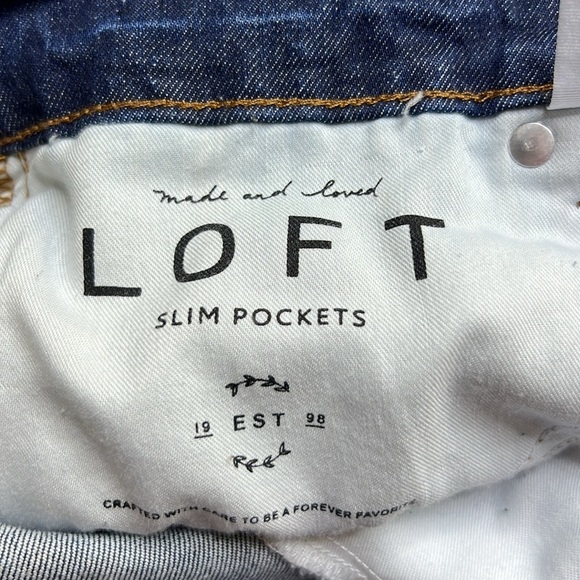 made and loved
LOFT
SLIM POCKETS
19 EST 98
CRAFTED WITH CARE TO BE A FOREVER FAVORITE